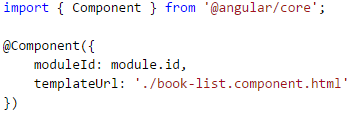 import { Component } from '@angular/core';
@Component({
    moduleId: module.id,
    templateUrl: './book-list.component.html'
})